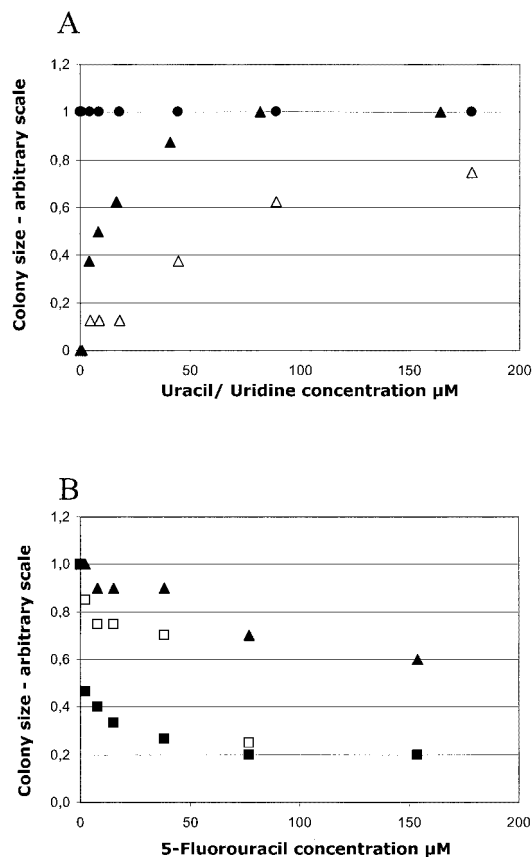 A
1,2
1
0,8
0,6
0,4
0,2
0
Colony size - arbitrary scale
0 50 100 150 200
Uracil/ Uridine concentration µM
B
1,2
1,0
0,8
0,6
0,4
0,2
0,0
Colony size - arbitrary scale
0 50 100 150 200
5-Fluorouracil concentration µM